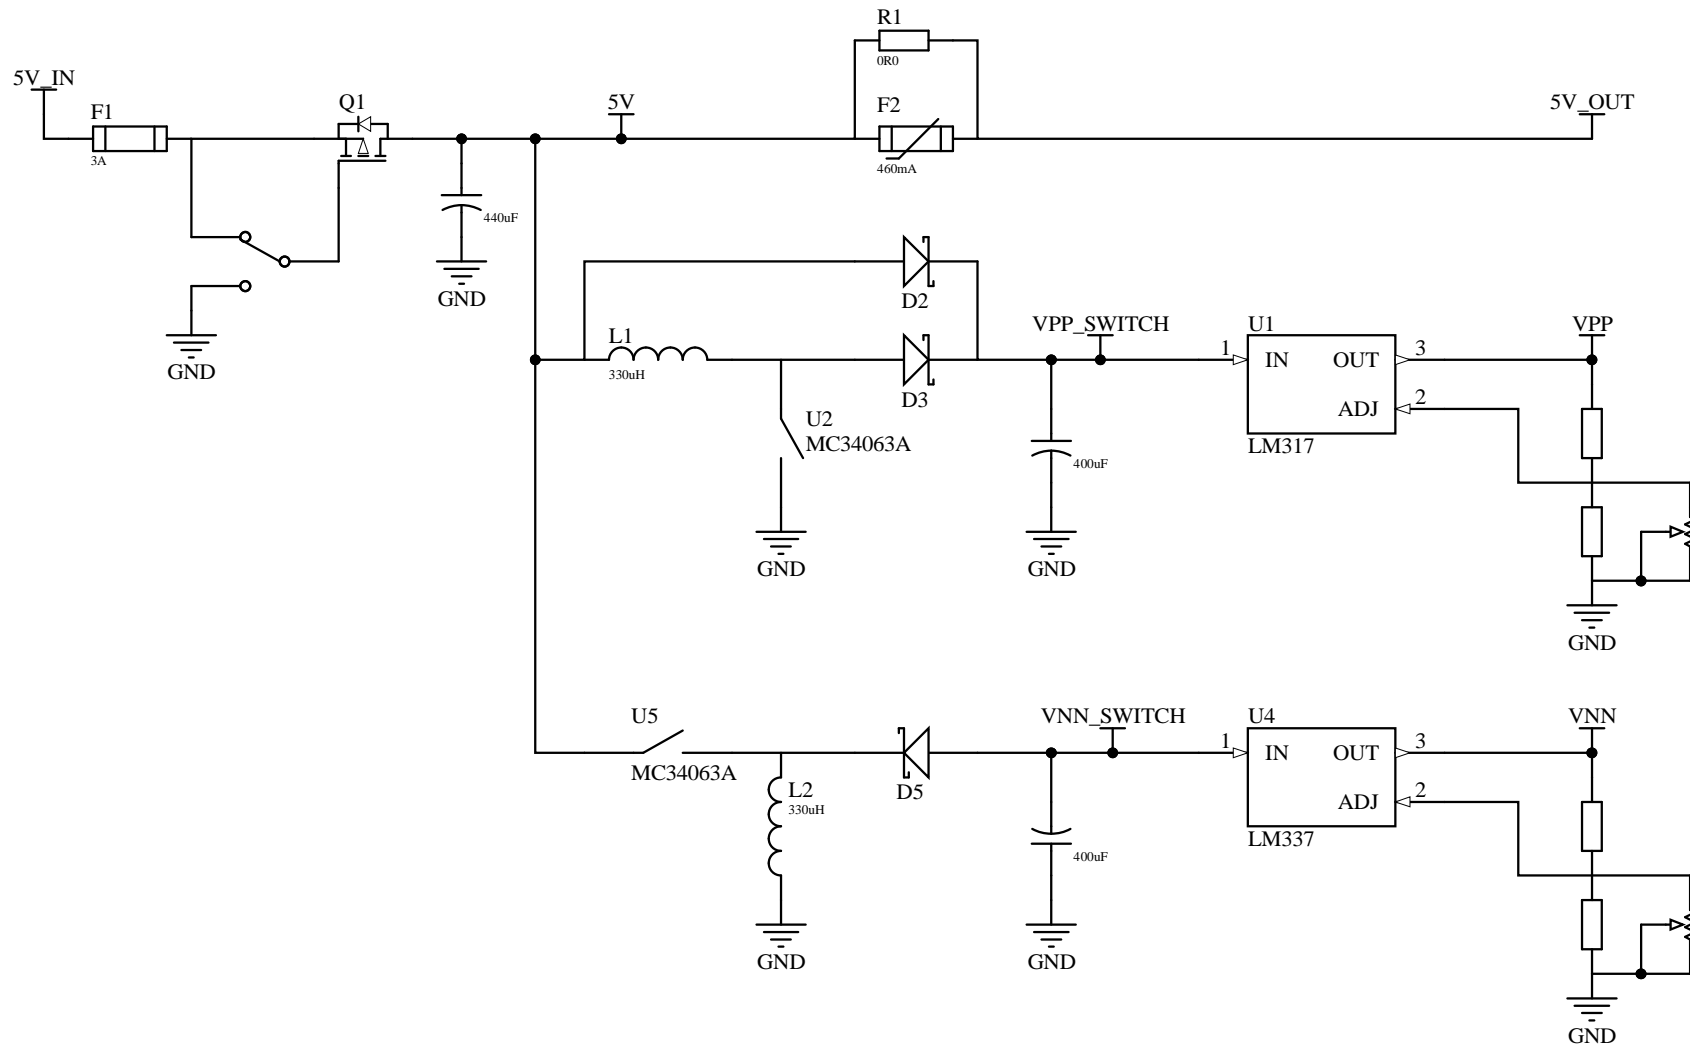 R1
0R0
5V_IN
F1
3A
Q1
5V
F2
460mA
5V_OUT
440uF
GND
GND
D2
L1
330uH
D3
VPP_SWITCH
U1
1
IN
OUT
3
ADJ
2
LM317
VPP
U2
MC34063A
400uF
GND
GND
GND
U5
MC34063A
L2
330uH
D5
VNN_SWITCH
U4
1
IN
OUT
3
ADJ
2
LM337
VNN
400uF
GND
GND
GND